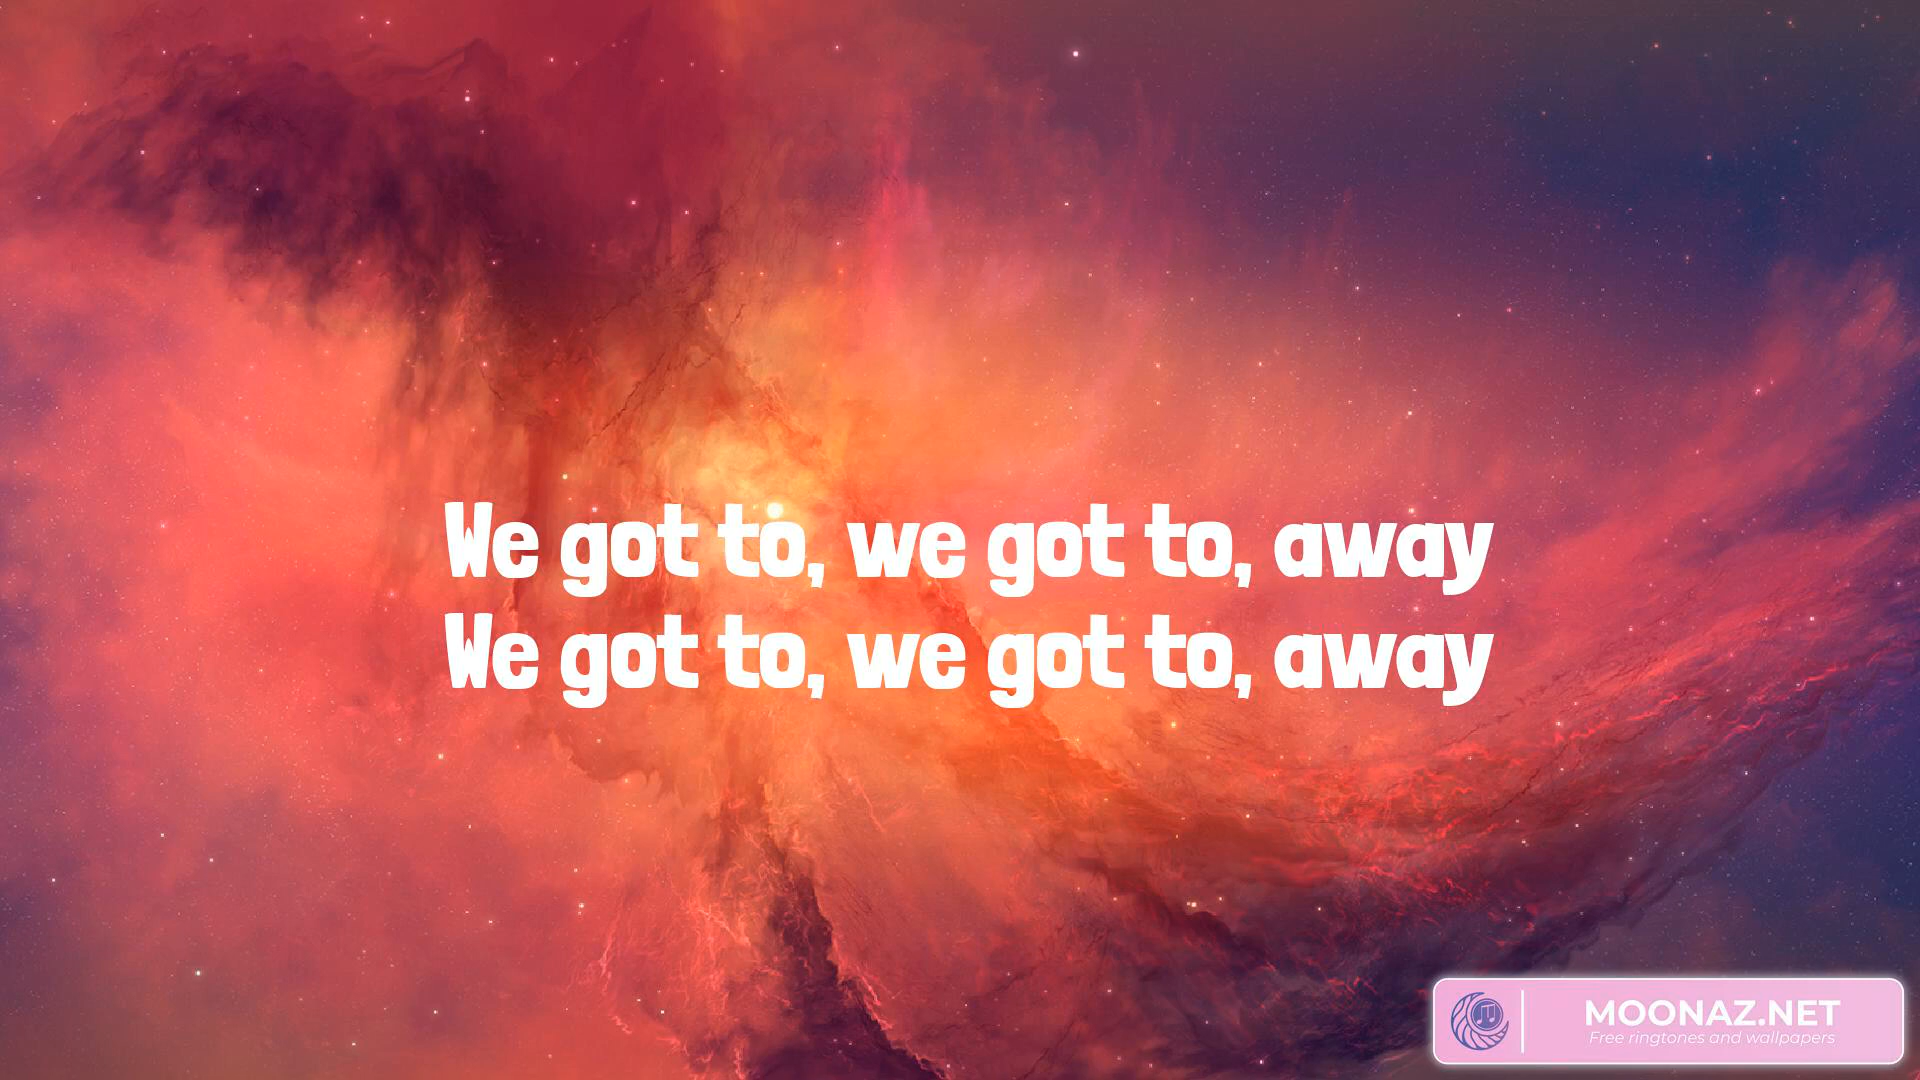 We got to, we got to, away
We got to, we got to, away
MOONAZ.NET
Free ringtones and wallpapers